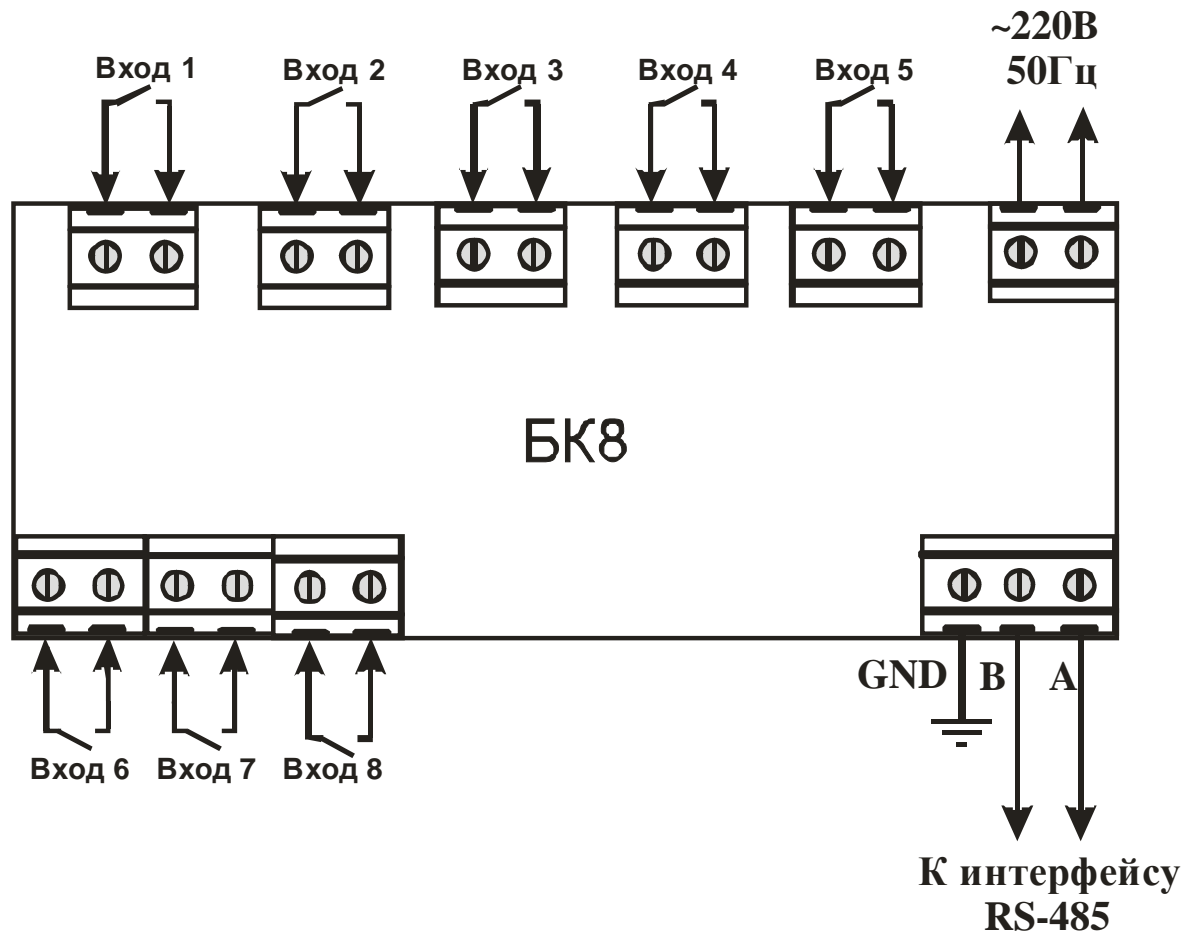 ~220В
50Гц
Вход 1
Вход 2
Вход 3
Вход 4
Вход 5
БК8
GND
B
A
Вход 6
Вход 7
Вход 8
К интерфейсу
RS-485